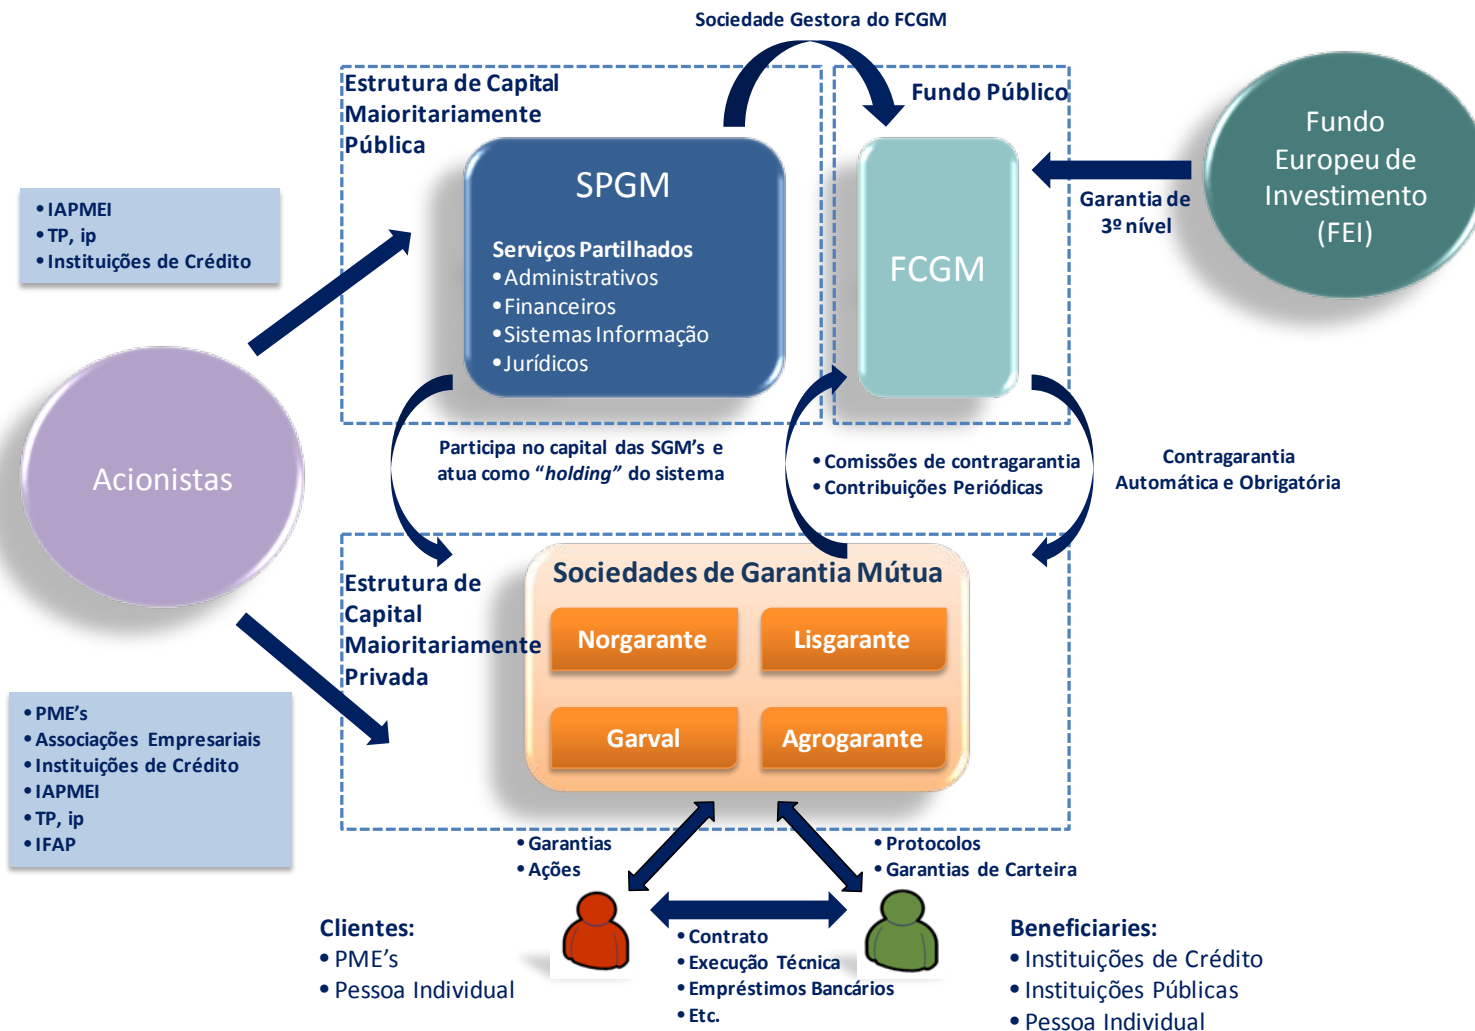 Sociedade Gestora do FCGM
Estrutura de Capital
Maioritariamente
Pública
Fundo Público
SPGM
Serviços Partilhados
• Administrativos
• Financeiros
• Sistemas Informação
• Jurídicos
FCGM
Garantia de
3º nível
Fundo
Europeu de
Investimento
(FEI)
• IAPMEI
• TP, ip
• Instituições de Crédito
Acionistas
Participa no capital das SGM's e
atua como "holding" do sistema
• Comissões de contragarantia
• Contribuições Periódicas
Contragarantia
Automática e Obrigatória
Estrutura de
Capital
Maioritariamente
Privada
Sociedades de Garantia Mútua
Norgarante
Lisgarante
Garval
Agrogarante
• PME's
• Associações Empresariais
• Instituições de Crédito
• IAPMEI
• TP, ip
• IFAP
• Garantias
• Ações
• Protocolos
• Garantias de Carteira
Clientes:
• PME's
• Pessoa Individual
• Contrato
• Execução Técnica
• Empréstimos Bancários
• Etc.
Beneficiaries:
• Instituições de Crédito
• Instituições Públicas
• Pessoa Individual